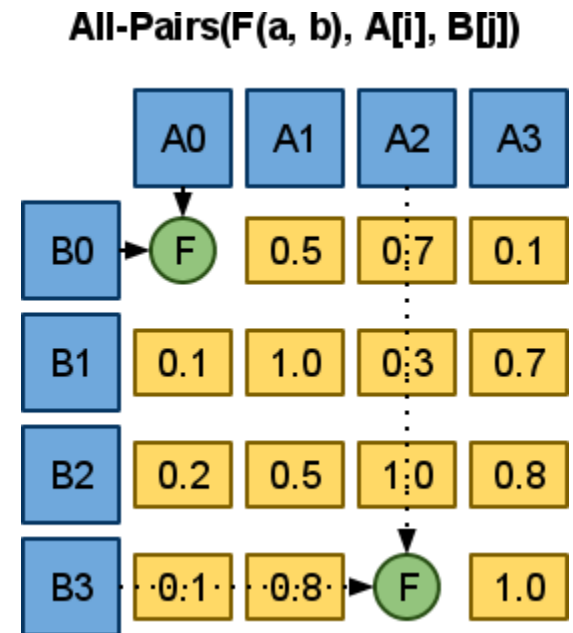 All-Pairs(F(a, b), A[i], B[j])
A0 A1 A2 A3
B0 F 0.5 0.7 0.1
B1 0.1 1.0 0.3 0.7
B2 0.2 0.5 1.0 0.8
B3 0.1 0.8 F 1.0